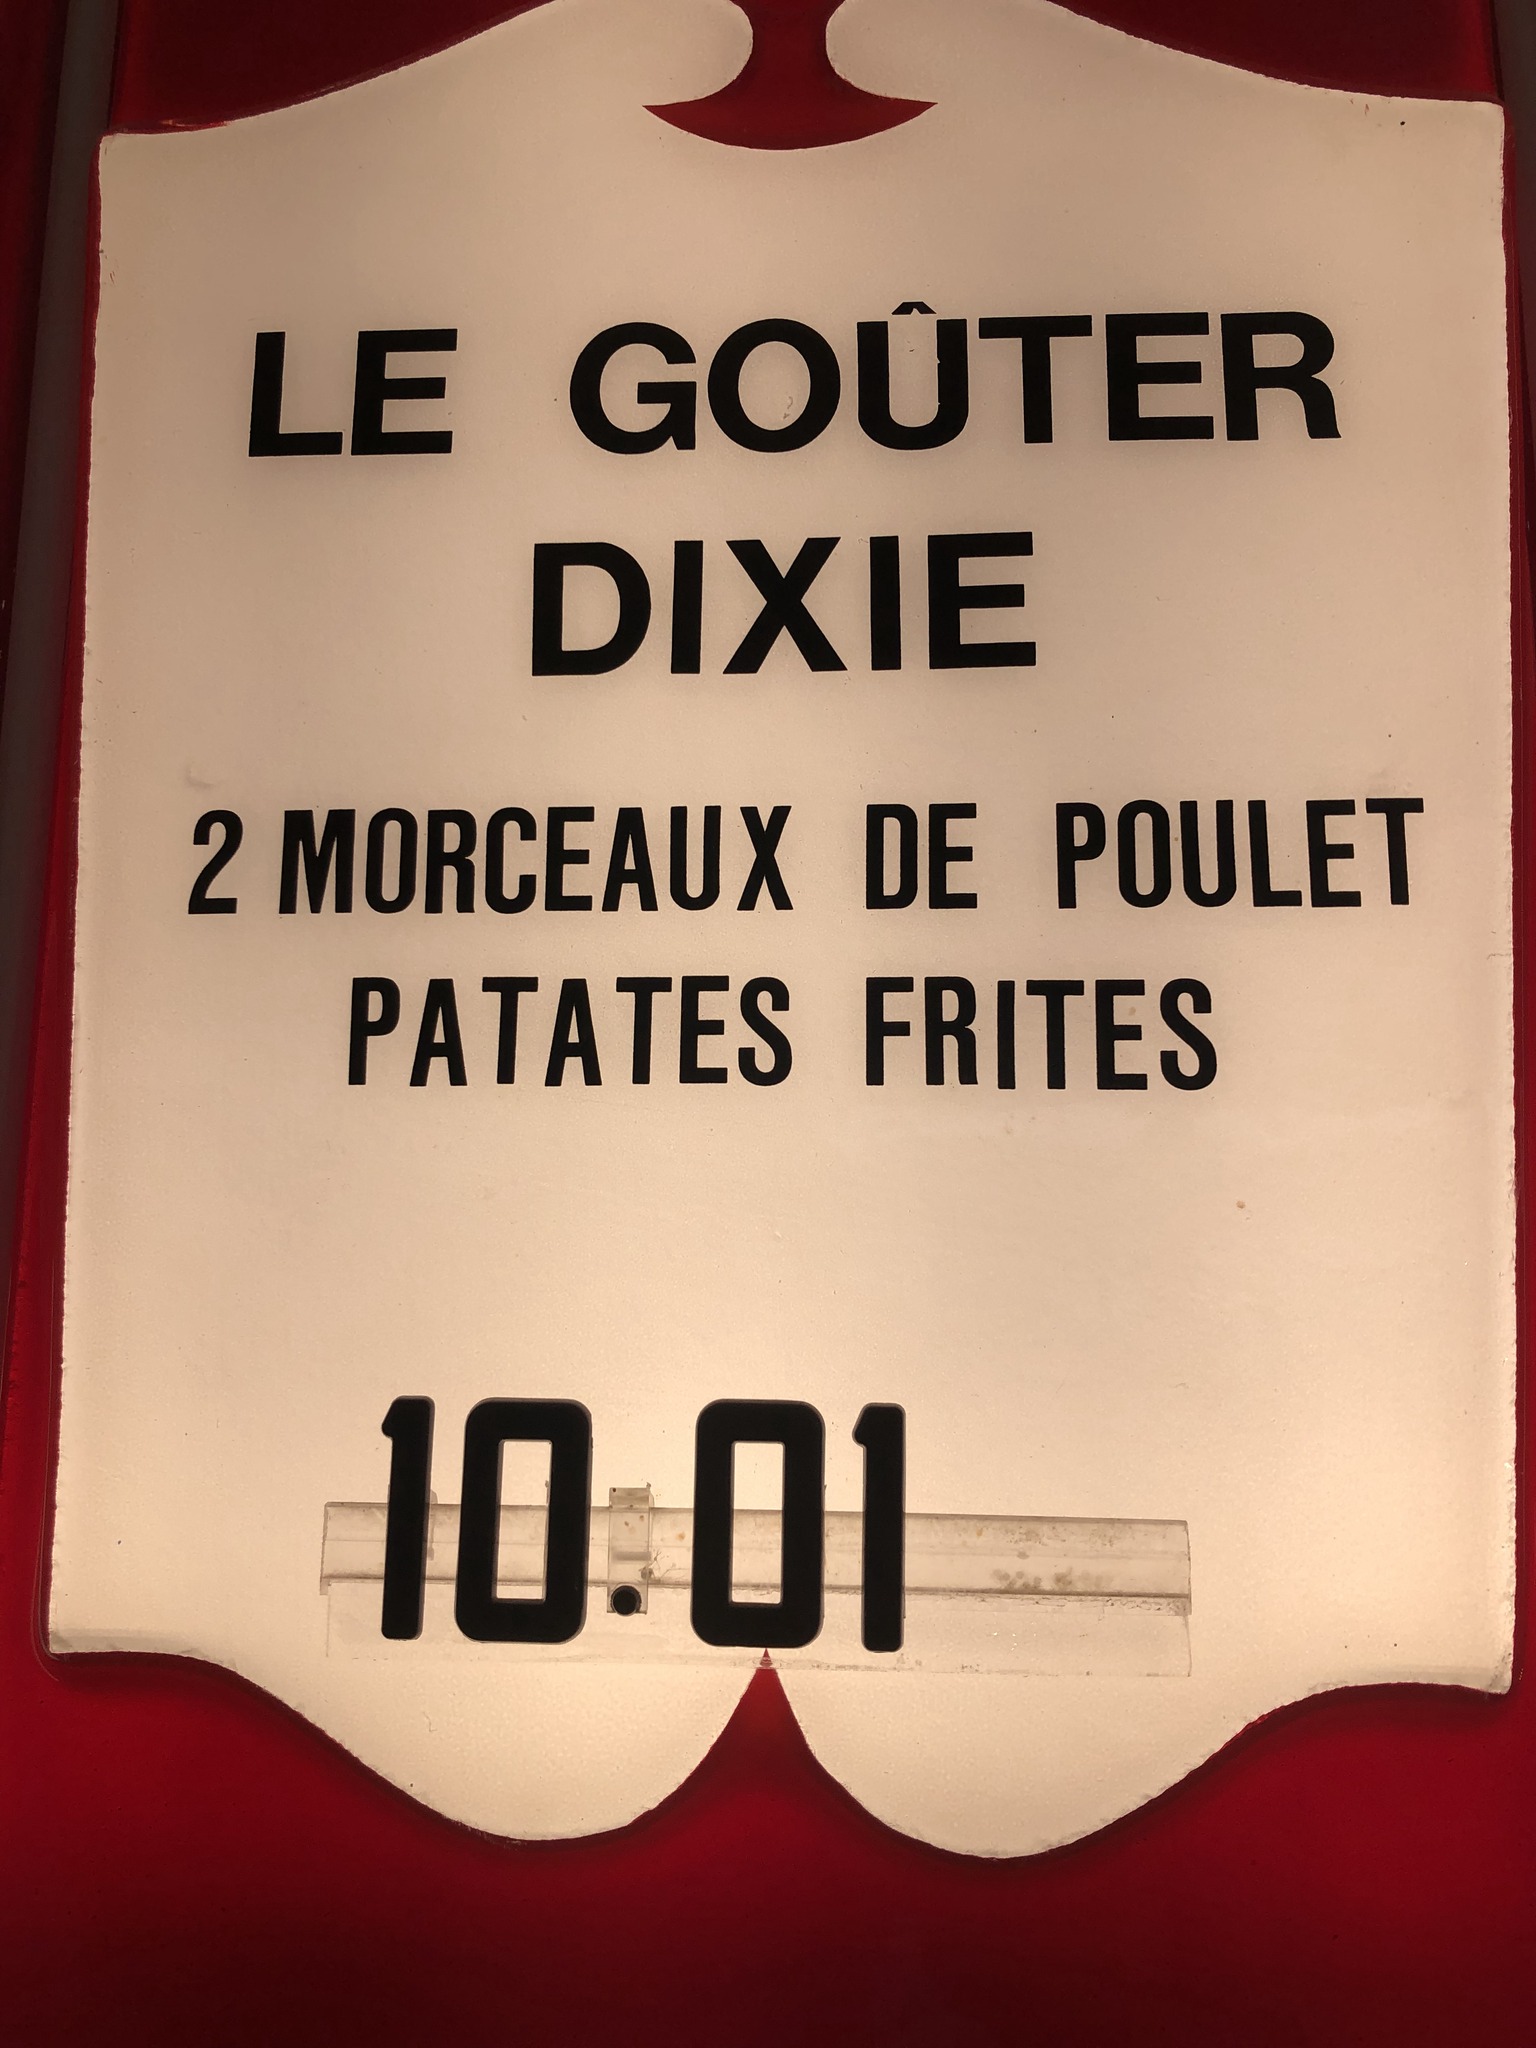 LE GOÛTER
DIXIE
2 MORCEAUX DE POULET
PATATES FRITES
10.01